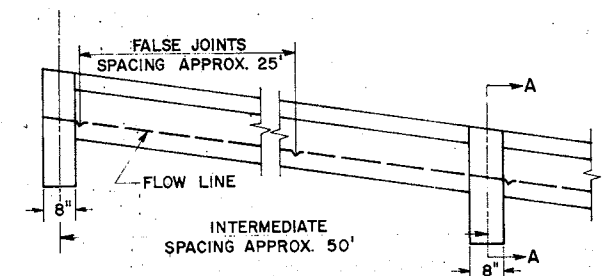 FALSE JOINTS
SPACING APPROX. 25'
A
FLOW LINE
8"
INTERMEDIATE
SPACING APPROX. 50'
A
8"